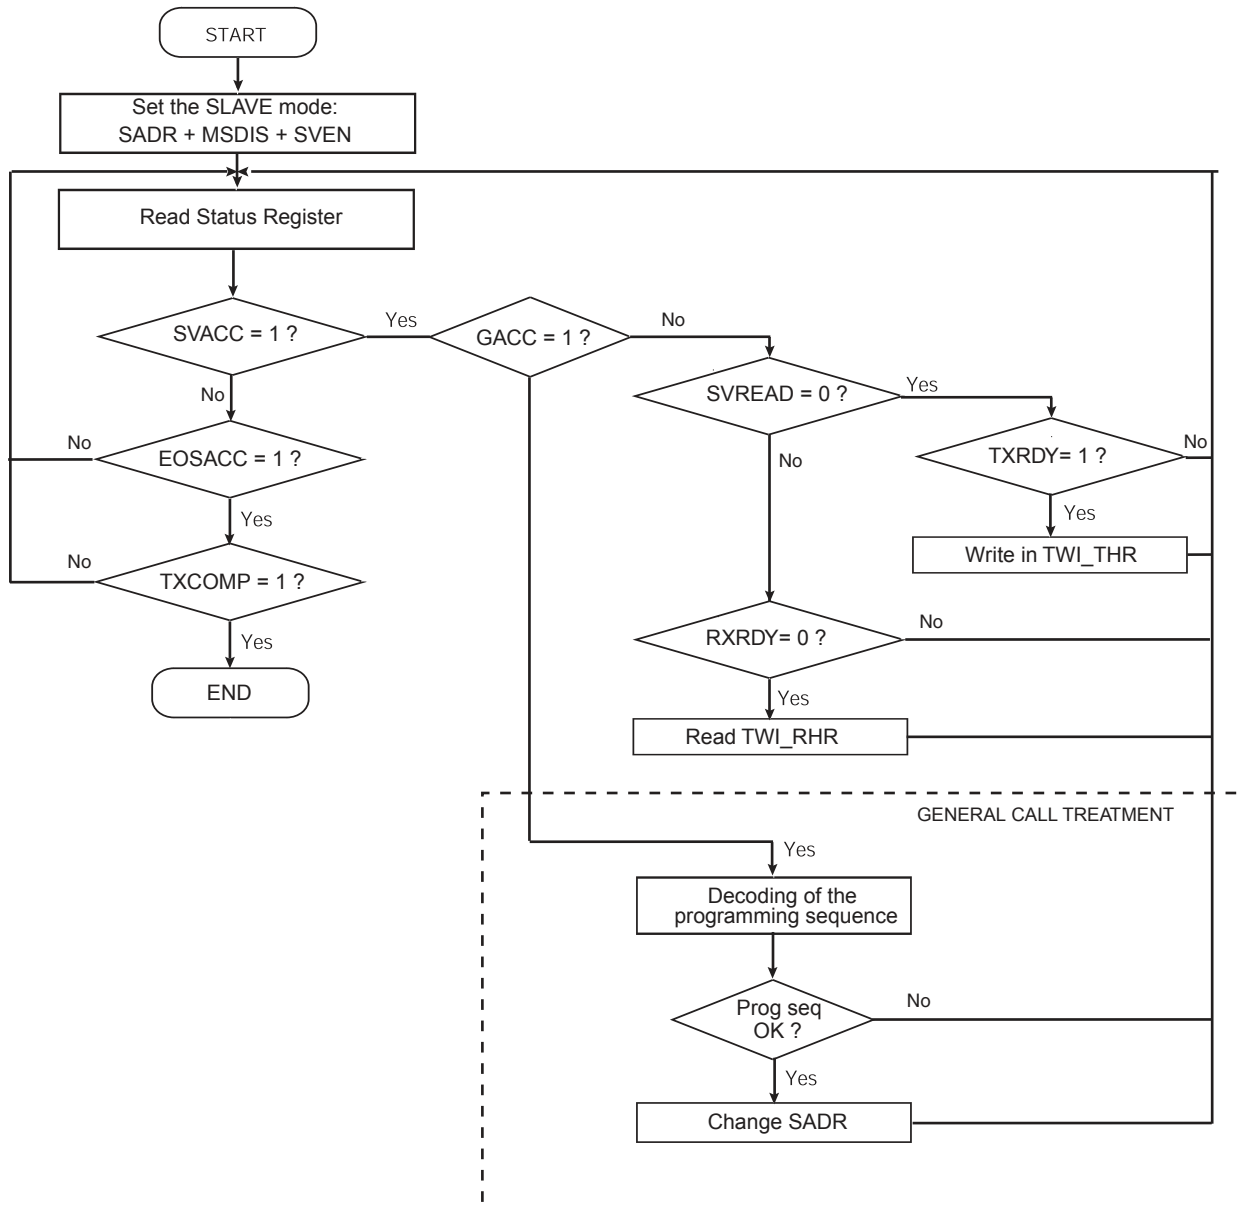 START
Set the SLAVE mode:
SADR + MSDIS + SVEN
Read Status Register
SVACC = 1 ?
Yes
GACC = 1 ?
No
SVREAD = 0 ?
Yes
No
No
EOSACC = 1 ?
No
TXRDY= 1 ?
No
Yes
Yes
Write in TWI_THR
No
TXCOMP = 1 ?
RXRDY= 0 ?
No
Yes
END
Yes
Read TWI_RHR
GENERAL CALL TREATMENT
Yes
Decoding of the
programming sequence
Prog seq
OK ?
No
Yes
Change SADR